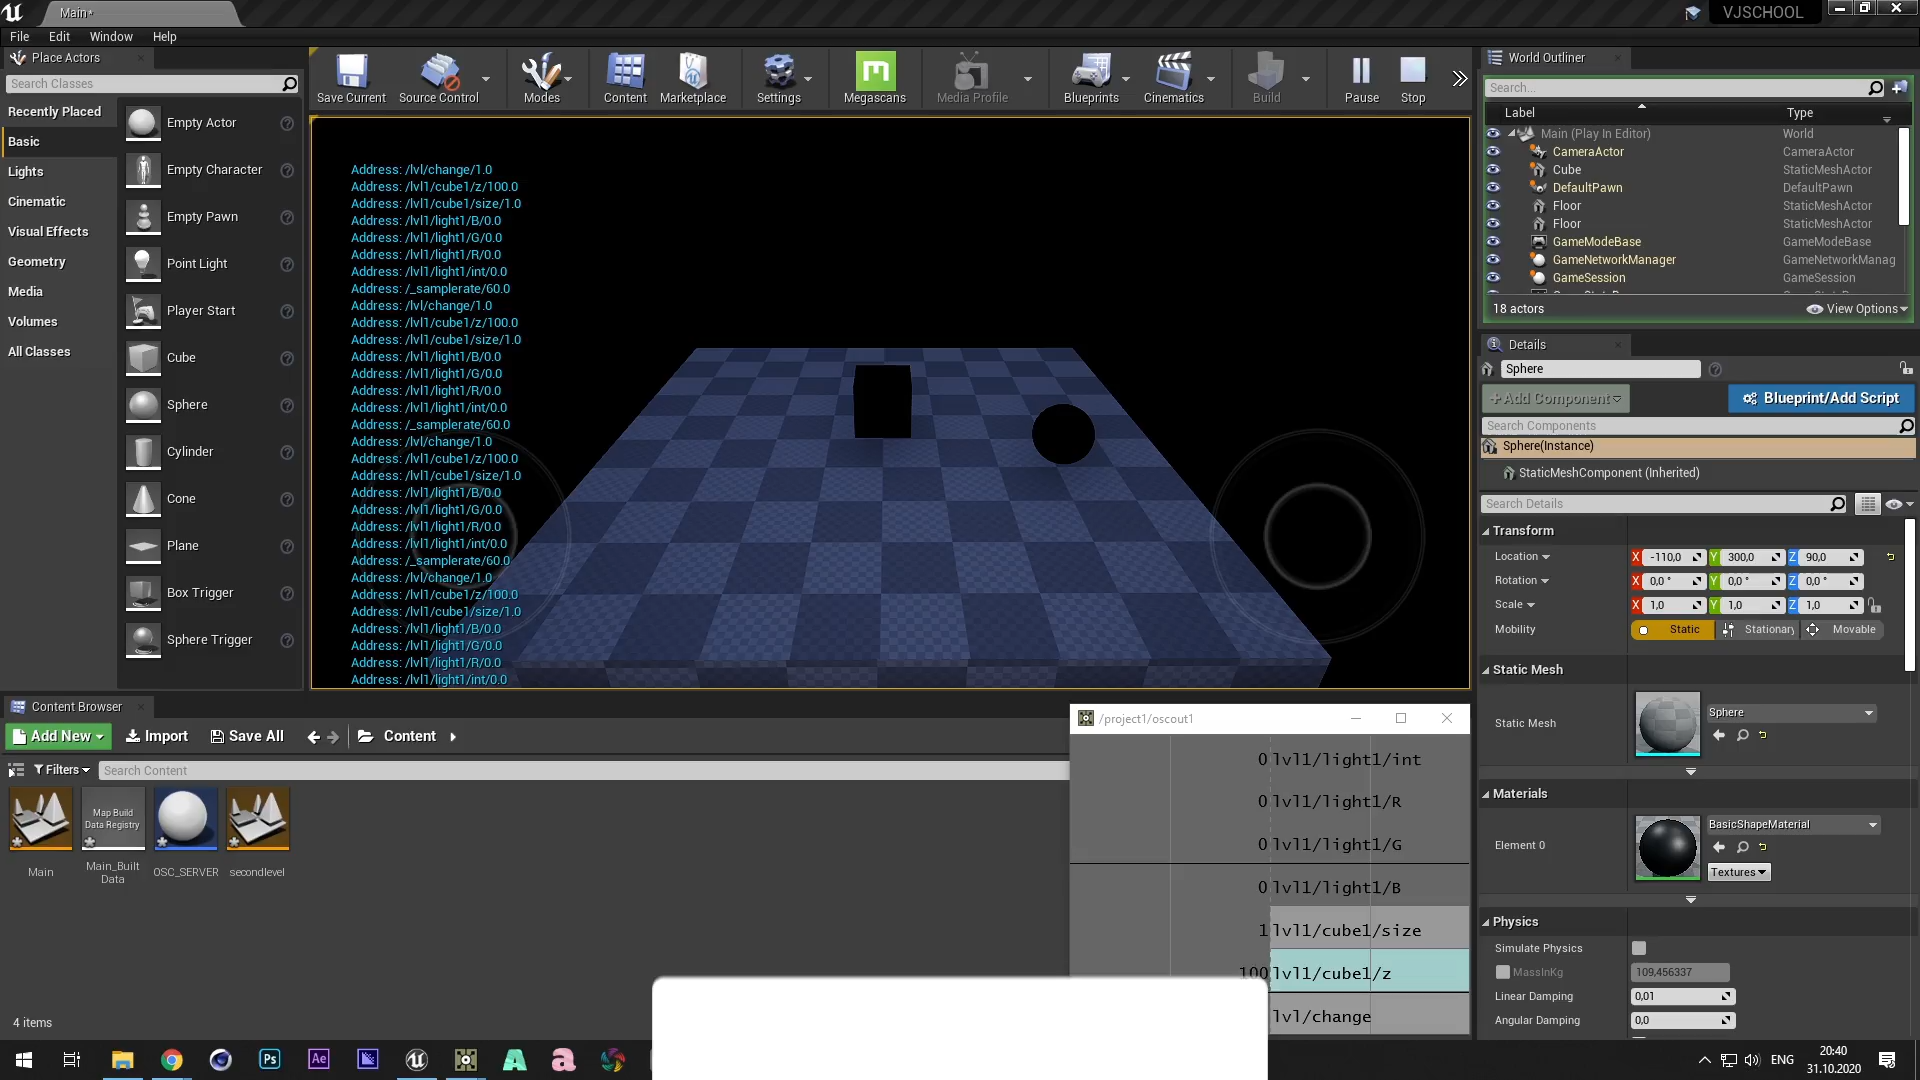 Main*
VJSCHOOL
File Edit Window Help
Place Actors
Search Classes
Recently Placed
Basic
Lights
Cinematic
Visual Effects
Geometry
Media
Volumes
All Classes
Empty Actor
Empty Character
Empty Pawn
Point Light
Player Start
Cube
Sphere
Cylinder
Cone
Plane
Box Trigger
Sphere Trigger
Save Current Source Control Modes Content Marketplace Settings Megascans Media Profile Blueprints Cinematics Build Pause Stop
Address: /lvl/change/1.0
Address: /lvl1/cube1/z/100.0
Address: /lvl1/cube1/size/1.0
Address: /lvl1/light1/B/0.0
Address: /lvl1/light1/G/0.0
Address: /lvl1/light1/R/0.0
Address: /lvl1/light1/int/0.0
Address: /_samplerate/60.0
Address: /lvl/change/1.0
Address: /lvl1/cube1/z/100.0
Address: /lvl1/cube1/size/1.0
Address: /lvl1/light1/B/0.0
Address: /lvl1/light1/G/0.0
Address: /lvl1/light1/R/0.0
Address: /lvl1/light1/int/0.0
Address: /_samplerate/60.0
Address: /lvl/change/1.0
Address: /lvl1/cube1/z/100.0
Address: /lvl1/cube1/size/1.0
Address: /lvl1/light1/B/0.0
Address: /lvl1/light1/G/0.0
Address: /lvl1/light1/R/0.0
Address: /lvl1/light1/int/0.0
Address: /_samplerate/60.0
Address: /lvl/change/1.0
Address: /lvl1/cube1/z/100.0
Address: /lvl1/cube1/size/1.0
Address: /lvl1/light1/B/0.0
Address: /lvl1/light1/G/0.0
Address: /lvl1/light1/R/0.0
Address: /lvl1/light1/int/0.0
World Outliner
Search...
Label Type
Main (Play In Editor) World
CameraActor CameraActor
Cube StaticMeshActor
DefaultPawn DefaultPawn
Floor StaticMeshActor
Floor StaticMeshActor
GameModeBase GameModeBase
GameNetworkManager GameNetworkManag
GameSession GameSession
18 actors View Options
Details
Sphere
+Add Component Blueprint/Add Script
Search Components
Sphere(Instance)
StaticMeshComponent (Inherited)
Search Details
Transform
Location X -110,0 Y 300,0 Z 90,0
Rotation X 0,0 ° Y 0,0 ° Z 0,0 °
Scale X 1,0 Y 1,0 Z 1,0
Mobility Static Stationary Movable
Static Mesh
Static Mesh Sphere
Materials
Element 0 BasicShapeMaterial
Textures
Physics
Simulate Physics
MassInKg 109,456337
Linear Damping 0,01
Angular Damping 0,0
Content Browser
Add New Import Save All Content
Filters Search Content
Main
Map Build Data Registry
Main_Built Data
OSC_SERVER
secondlevel
4 items
/project1/oscout1
0 lvl1/light1/int
0 lvl1/light1/R
0 lvl1/light1/G
0 lvl1/light1/B
1 lvl1/cube1/size
100 lvl1/cube1/z
lvl/change
Ps
Ae
ENG
20:40
31.10.2020